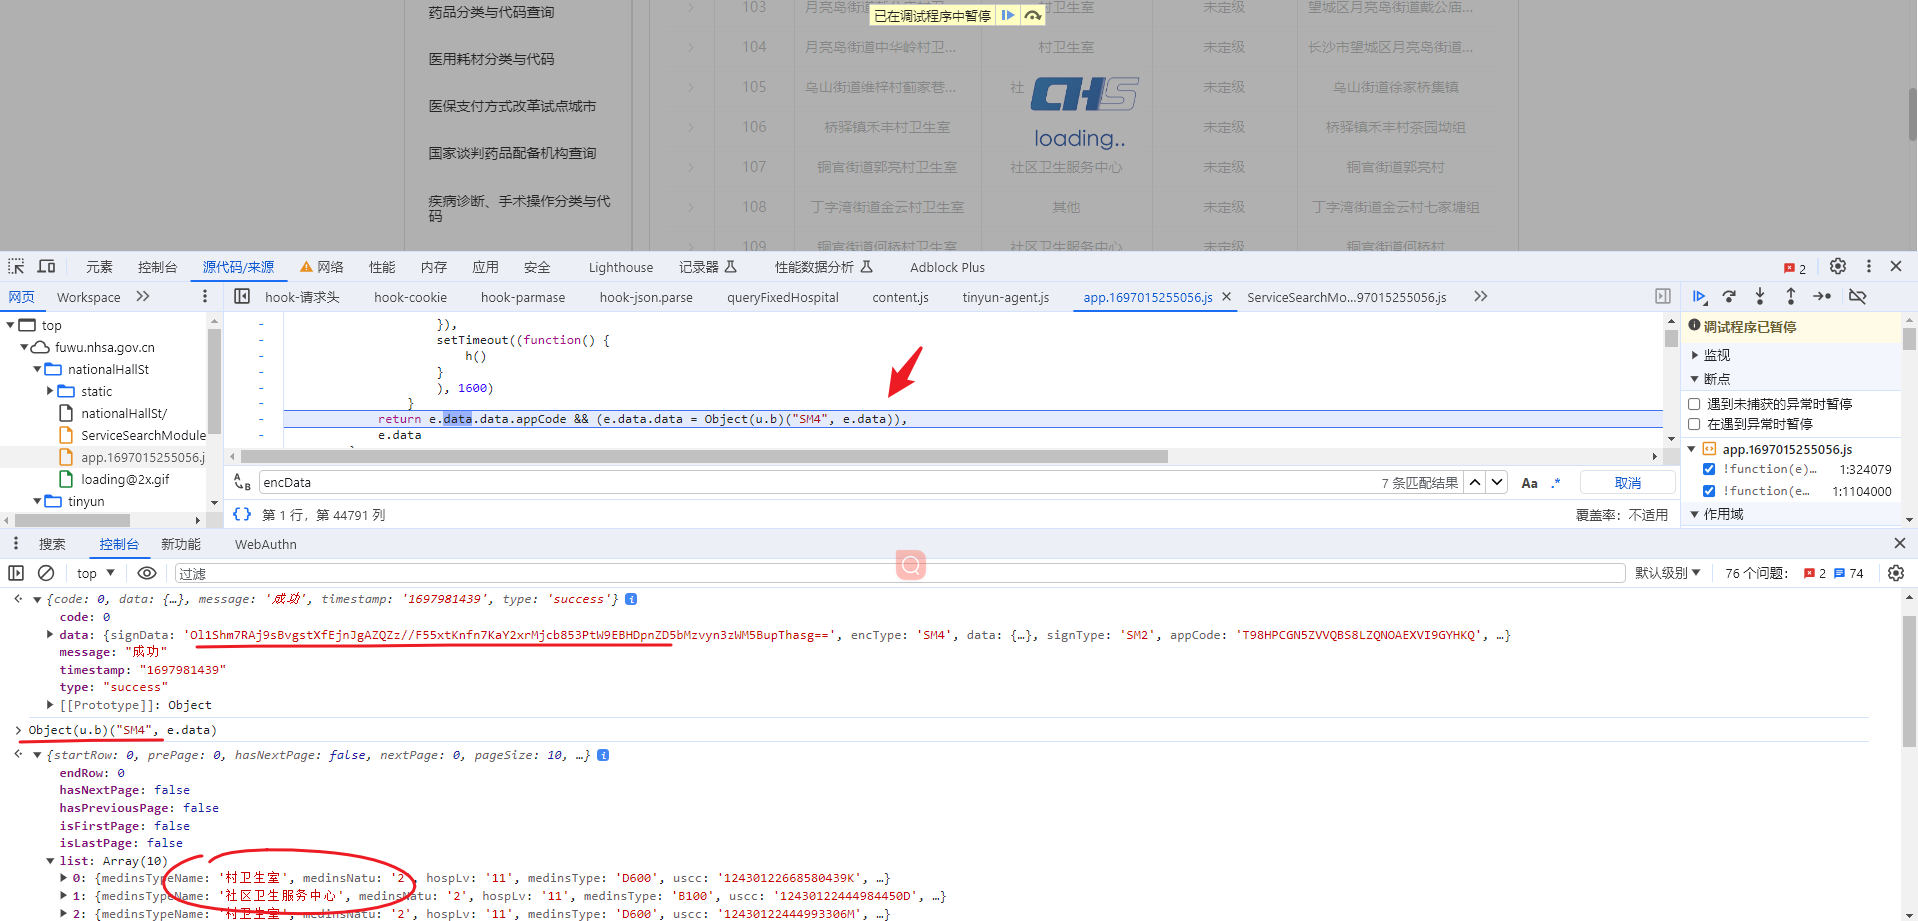 药品分类与代码查询
医用耗材分类与代码
医保支付方式改革试点城市
国家谈判药品配备机构查询
疾病诊断、手术操作分类与代
码
103 村卫生室 未定级 望城区月亮岛街道戴公庙...
已在调试程序中暂停
104 月亮岛街道中华岭村卫... 村卫生室 未定级 长沙市望城区月亮岛街道...
105 乌山街道维梓村蓟家巷... 社 未定级 乌山街道徐家桥集镇
CHS
loading..
106 桥驿镇禾丰村卫生室 未定级 桥驿镇禾丰村茶园坳组
107 铜官街道郭亮村卫生室 社区卫生服务中心 未定级 铜官街道郭亮村
108 丁字湾街道金云村卫生室 其他 未定级 丁字湾街道金云村七家塘组
109 铜官街道何桥村卫生室 社区卫生服务中心 未定级 铜官街道何桥村
元素 控制台 源代码/来源 网络 性能 内存 应用 安全 Lighthouse 记录器 性能数据分析 Adblock Plus 2
网页 Workspace hook-请求头 hook-cookie hook-parmase hook-json.parse queryFixedHospital content.js tinyun-agent.js app.1697015255056.js ServiceSearchMo...97015255056.js
top
fuwu.nhsa.gov.cn
nationalHallSt
static
nationalHallSt/
ServiceSearchModule
app.1697015255056.j
loading@2x.gif
tinyun
- }),
- setTimeout((function() {
- h()
- }
- ), 1600)
- }
- return e.data.data.appCode && (e.data.data = Object(u.b)("SM4", e.data)),
- e.data
encData 7 条匹配结果 Aa .* 取消
{} 第 1 行，第 44791 列 覆盖率：不适用
调试程序已暂停
监视
断点
遇到未捕获的异常时暂停
在遇到异常时暂停
app.1697015255056.js
!function(e)... 1:324079
!function(e... 1:1104000
作用域
搜索 控制台 新功能 WebAuthn
top 过滤 默认级别 76 个问题： 2 74
{code: 0, data: {…}, message: '成功', timestamp: '1697981439', type: 'success'}
code: 0
data: {signData: 'Ol1Shm7RAj9sBvgstXfEjnJgAZQZz//F55xtKnfn7KaY2xrMjcb853PtW9EBHDpnZD5bMzvyn3zWM5BupThasg==', encType: 'SM4', data: {…}, signType: 'SM2', appCode: 'T98HPCGN5ZVVQBS8LZQNOAEXVI9GYHKQ', …}
message: "成功"
timestamp: "1697981439"
type: "success"
[[Prototype]]: Object
Object(u.b)("SM4", e.data)
{startRow: 0, prePage: 0, hasNextPage: false, nextPage: 0, pageSize: 10, …}
endRow: 0
hasNextPage: false
hasPreviousPage: false
isFirstPage: false
isLastPage: false
list: Array(10)
0: {medinsTypeName: '村卫生室', medinsNatu: '2', hospLv: '11', medinsType: 'D600', uscc: '12430122668580439K', …}
1: {medinsTypeName: '社区卫生服务中心', medinsNatu: '2', hospLv: '11', medinsType: 'B100', uscc: '12430122444984450D', …}
2: {medinsTypeName: '村卫生室', medinsNatu: '2', hospLv: '11', medinsType: 'D600', uscc: '12430122444993306M', …}